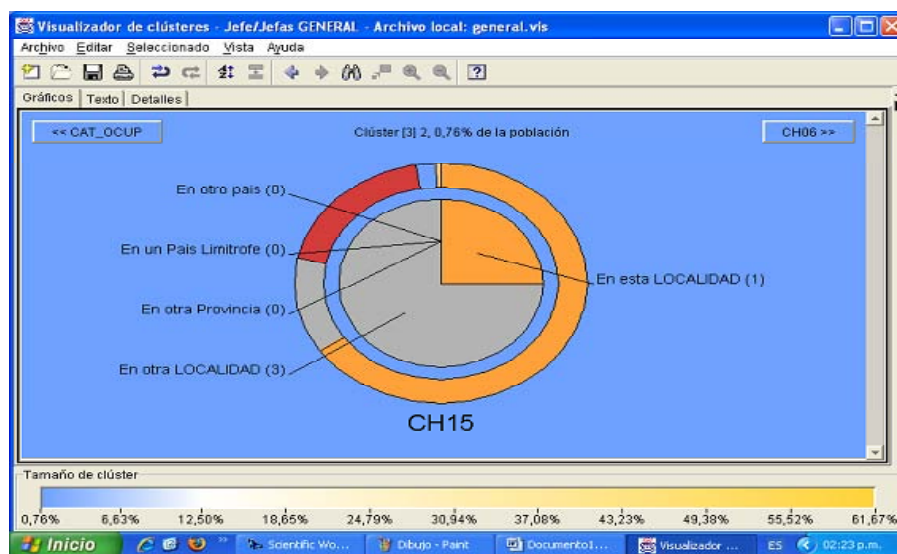 Visualizador de clústeres - Jefe/Jefas GENERAL - Archivo local: general.vis
Archivo Editar Seleccionado Vista Ayuda
Gráficos Texto Detalles
<< CAT_OCUP
Clúster [3] 2, 0,76% de la población
CH06 >>
En otro pais (0)
En un Pais Limitrofe (0)
En esta LOCALIDAD (1)
En otra Provincia (0)
En otra LOCALIDAD (3)
CH15
Tamaño de clúster
0,76% 6,63% 12,50% 18,65% 24,79% 30,94% 37,08% 43,23% 49,38% 55,52% 61,67%
Inicio » Scientific Wo... Dibujo - Paint Documento1... Visualizador ... ES 02:23 p.m.